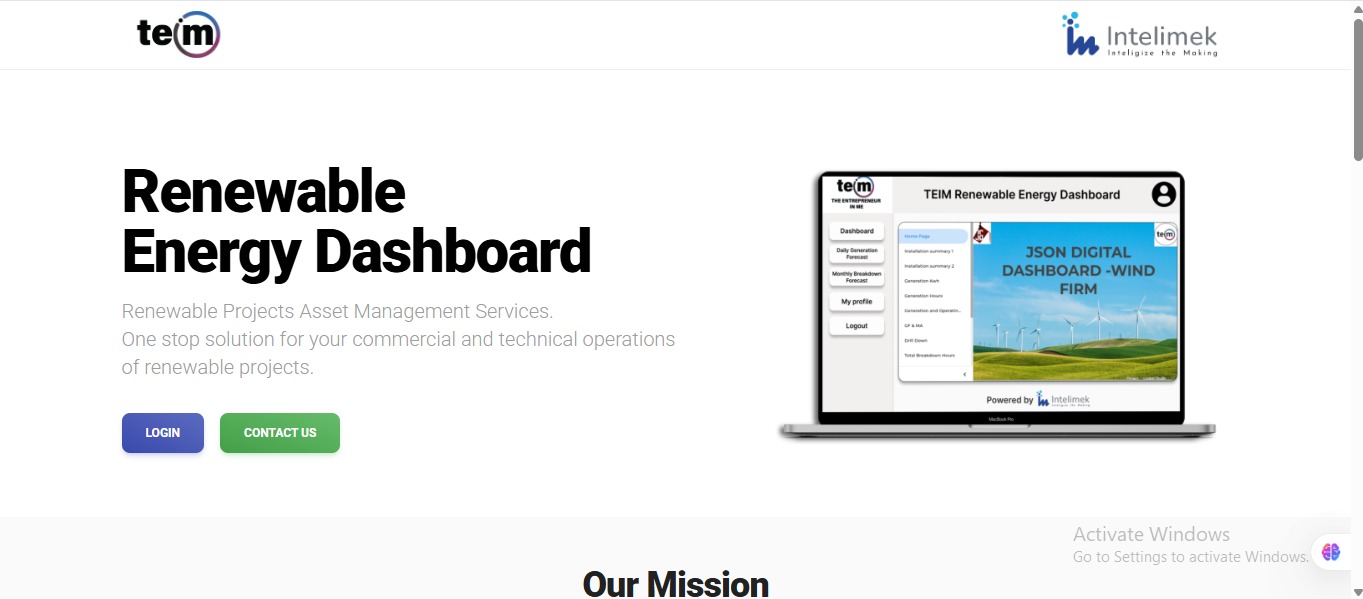 teim
Intelimek
Inteligize the Making
Renewable
Energy Dashboard
Renewable Projects Asset Management Services.
One stop solution for your commercial and technical operations
of renewable projects.
LOGIN
CONTACT US
teim
THE ENTREPRENEUR
IN ME
TEIM Renewable Energy Dashboard
Dashboard
Daily Generation
Forecast
Monthly Breakdown
Forecast
My profile
Logout
Home Page
Installation summary 1
Installation summary 2
Generation Kwh
Generation Hours
Generation and Operatin...
GF & MA
Drill Down
Total Breakdown Hours
teim
JSON DIGITAL
DASHBOARD -WIND
FIRM
Powered by
Intelimek
Inteligize the Making
MacBook Pro
Activate Windows
Go to Settings to activate Windows.
Our Mission